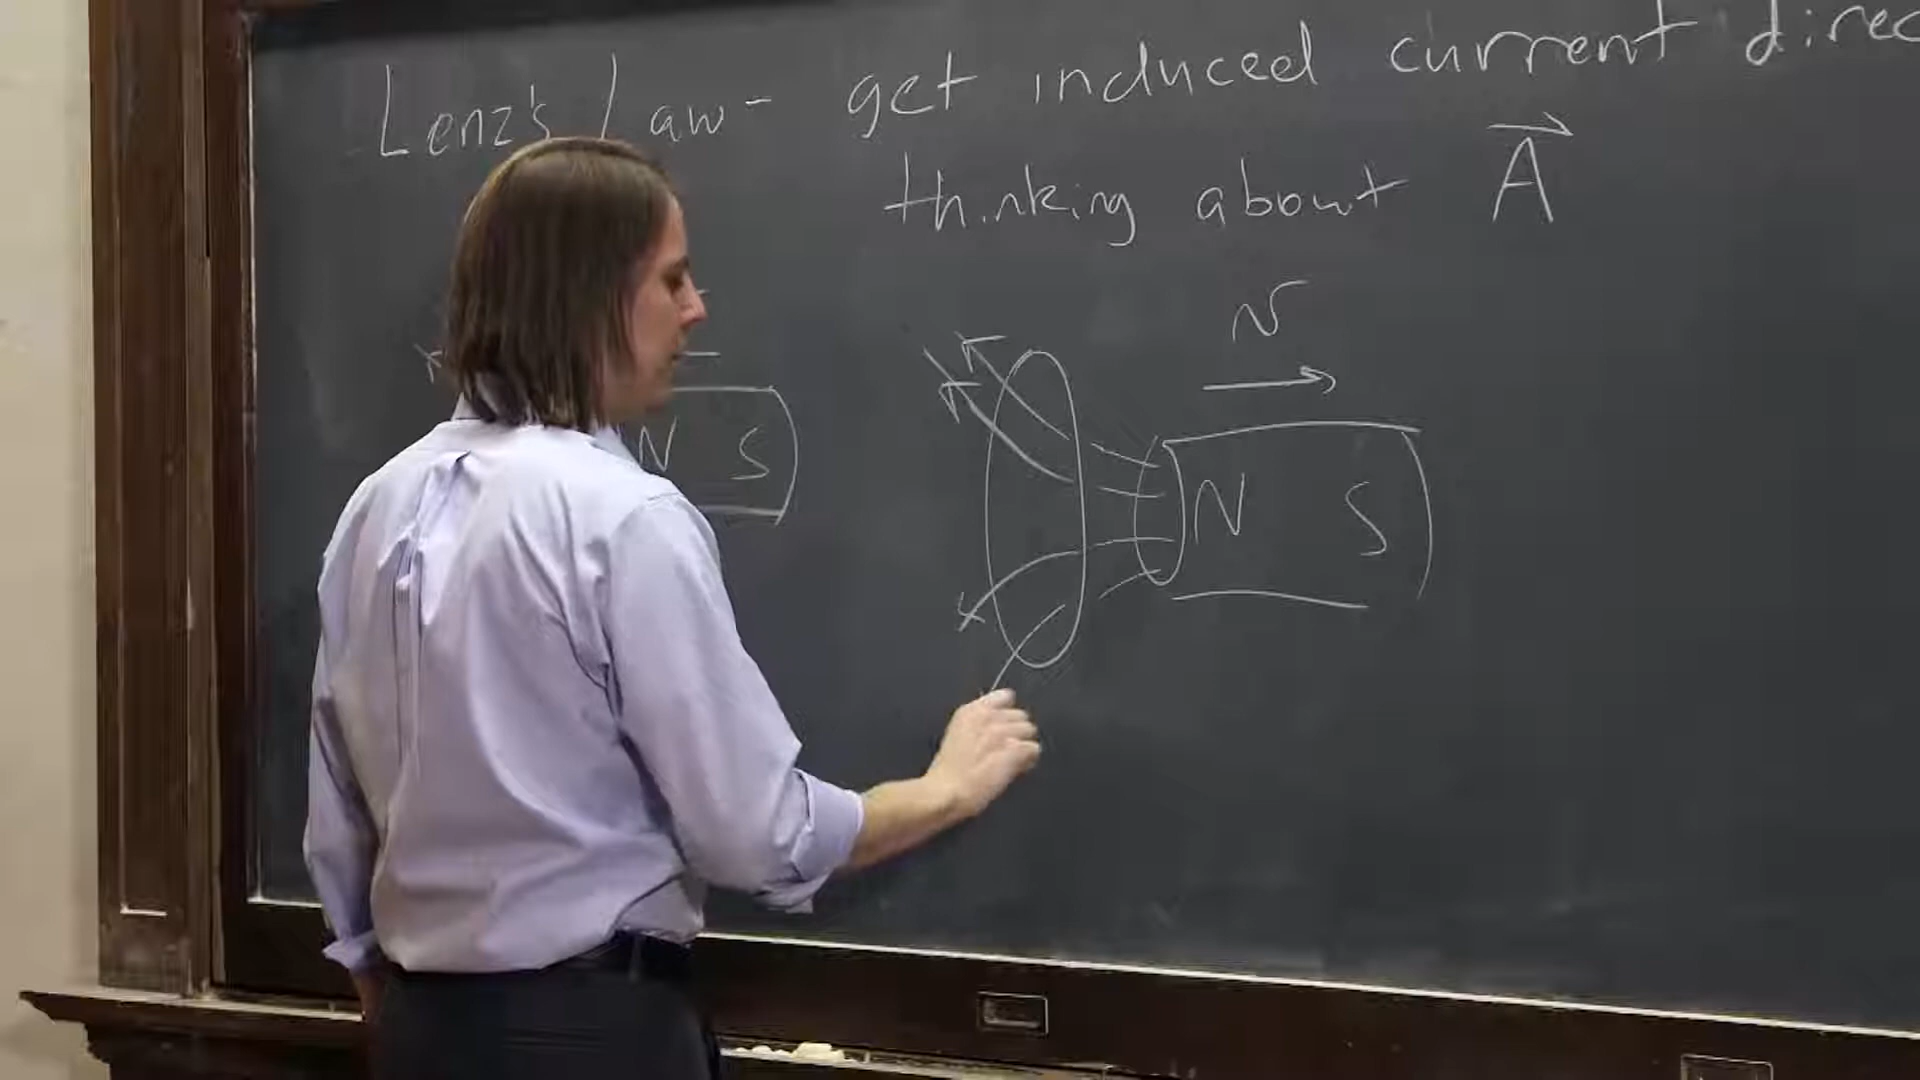 Lenz's Law - get induced current direc
thinking about A
v
N S
N S